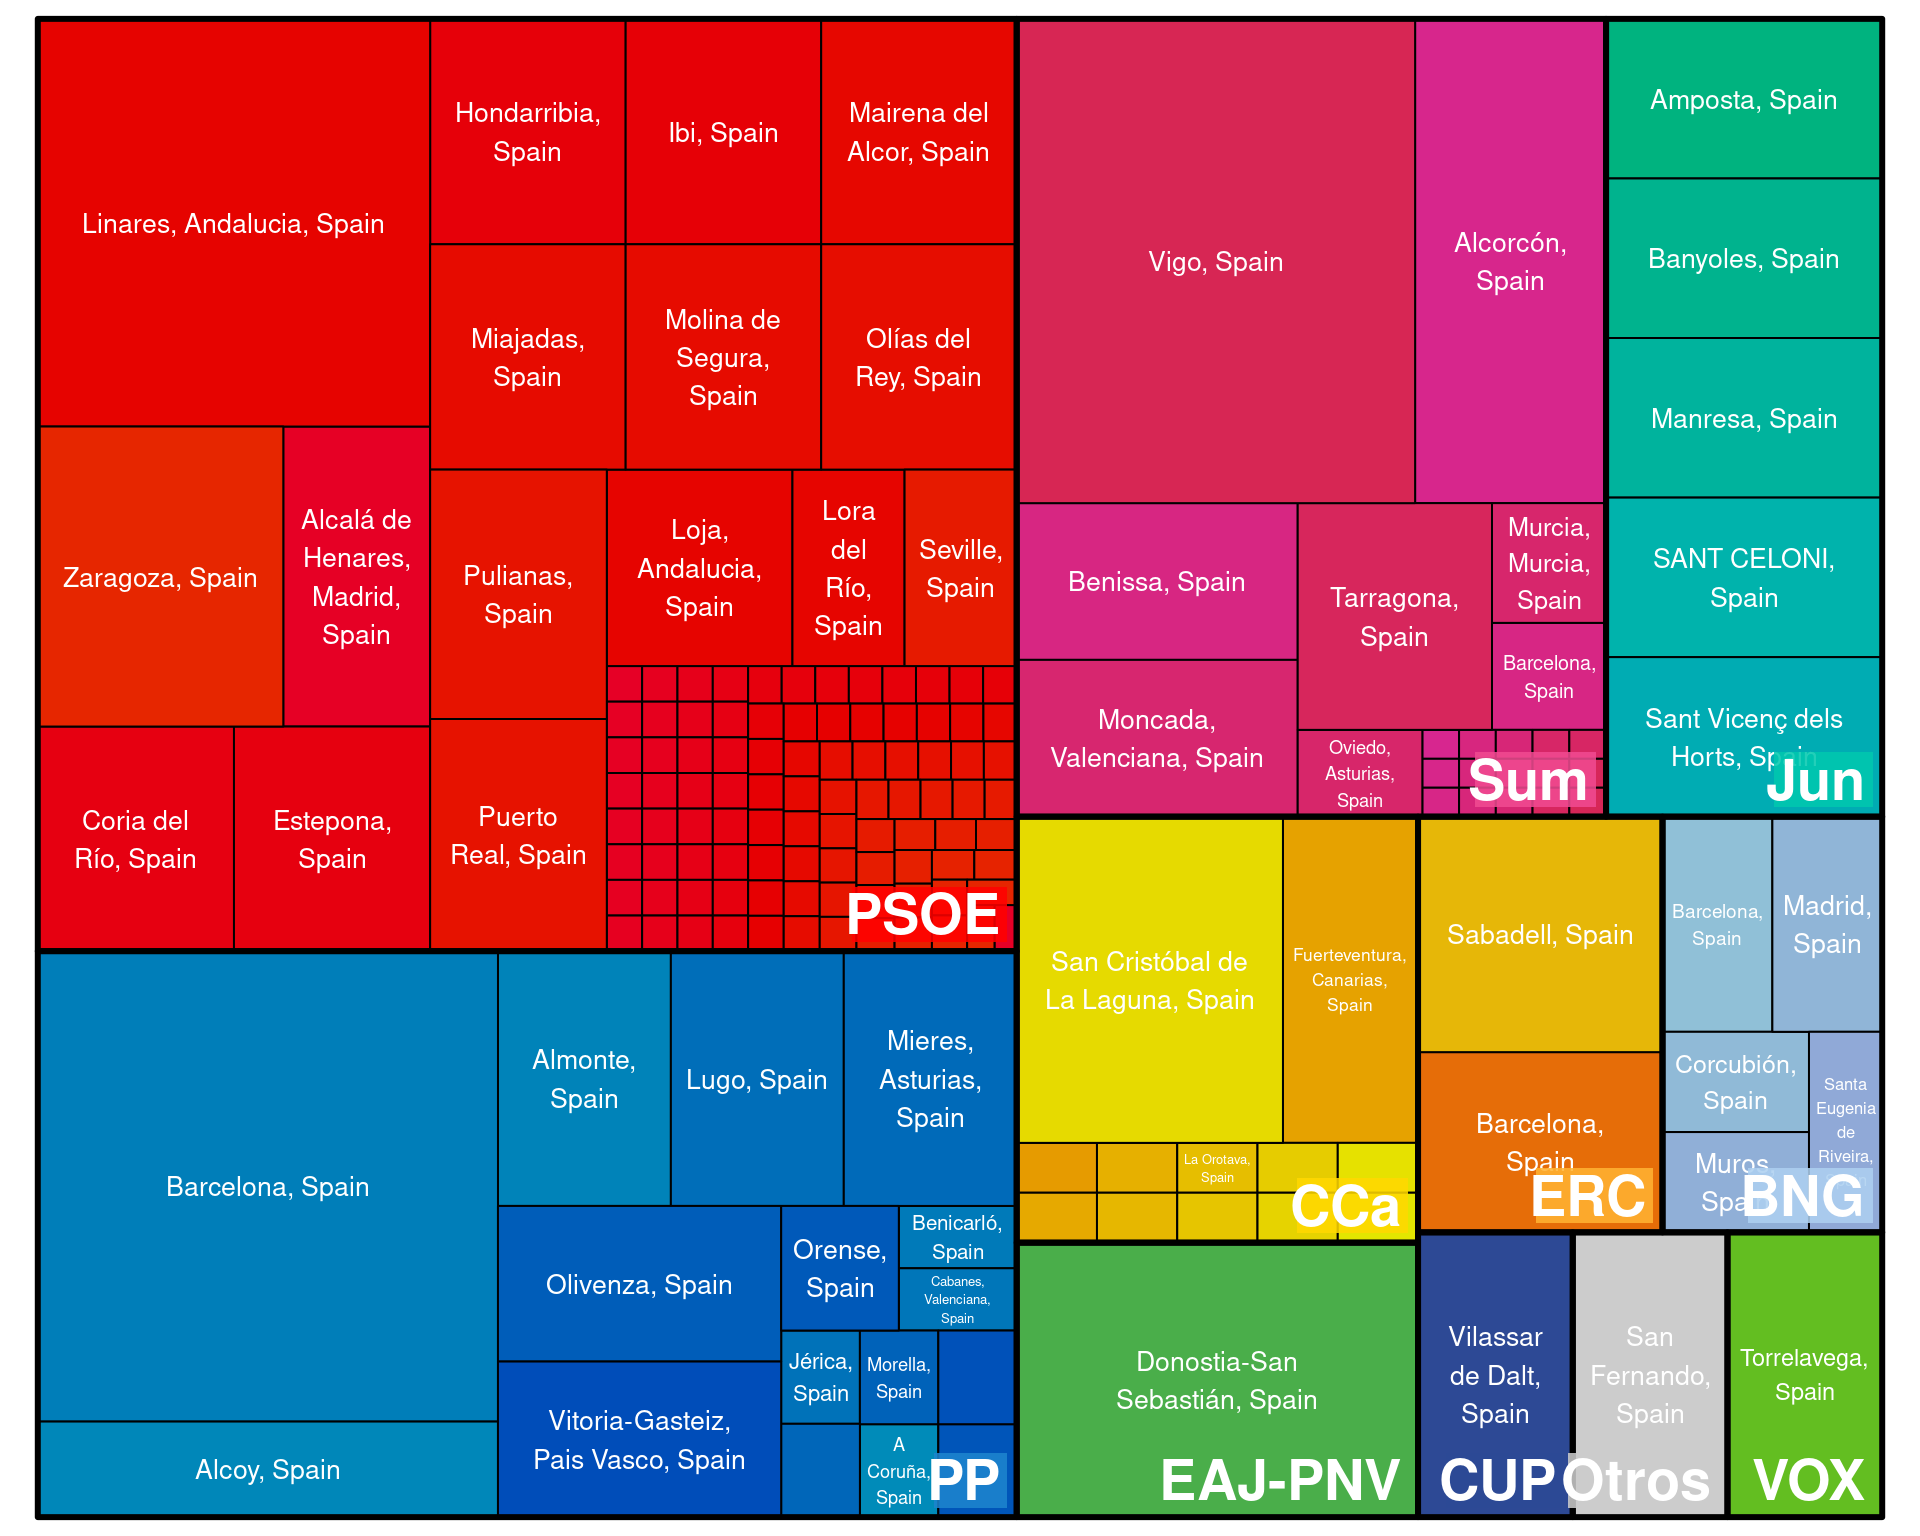 Linares, Andalucia, Spain
Hondarribia,
Spain
Ibi, Spain
Mairena del
Alcor, Spain
Miajadas,
Spain
Molina de
Segura,
Spain
Olías del
Rey, Spain
Zaragoza, Spain
Alcalá de
Henares,
Madrid,
Spain
Pulianas,
Spain
Loja,
Andalucia,
Spain
Lora
del
Río,
Spain
Seville,
Spain
Coria del
Río, Spain
Estepona,
Spain
Puerto
Real, Spain
PSOE
Vigo, Spain
Alcorcón,
Spain
Benissa, Spain
Tarragona,
Spain
Murcia,
Murcia,
Spain
Barcelona,
Spain
Moncada,
Valenciana, Spain
Oviedo,
Asturias,
Spain
Sum
Amposta, Spain
Banyoles, Spain
Manresa, Spain
SANT CELONI,
Spain
Sant Vicenç dels
Horts, Spain
Jun
Barcelona, Spain
Alcoy, Spain
Almonte,
Spain
Lugo, Spain
Mieres,
Asturias,
Spain
Olivenza, Spain
Orense,
Spain
Benicarló,
Spain
Cabanes,
Valenciana,
Spain
Vitoria-Gasteiz,
Pais Vasco, Spain
Jérica,
Spain
Morella,
Spain
A
Coruña,
Spain
PP
San Cristóbal de
La Laguna, Spain
Fuerteventura,
Canarias,
Spain
La Orotava,
Spain
CCa
Sabadell, Spain
Barcelona,
Spain
ERC
Barcelona,
Spain
Madrid,
Spain
Corcubión,
Spain
Santa
Eugenia
de
Riveira,
Muros,
Spain
BNG
Donostia-San
Sebastián, Spain
EAJ-PNV
Vilassar
de Dalt,
Spain
CUP
San
Fernando,
Spain
Otros
Torrelavega,
Spain
VOX